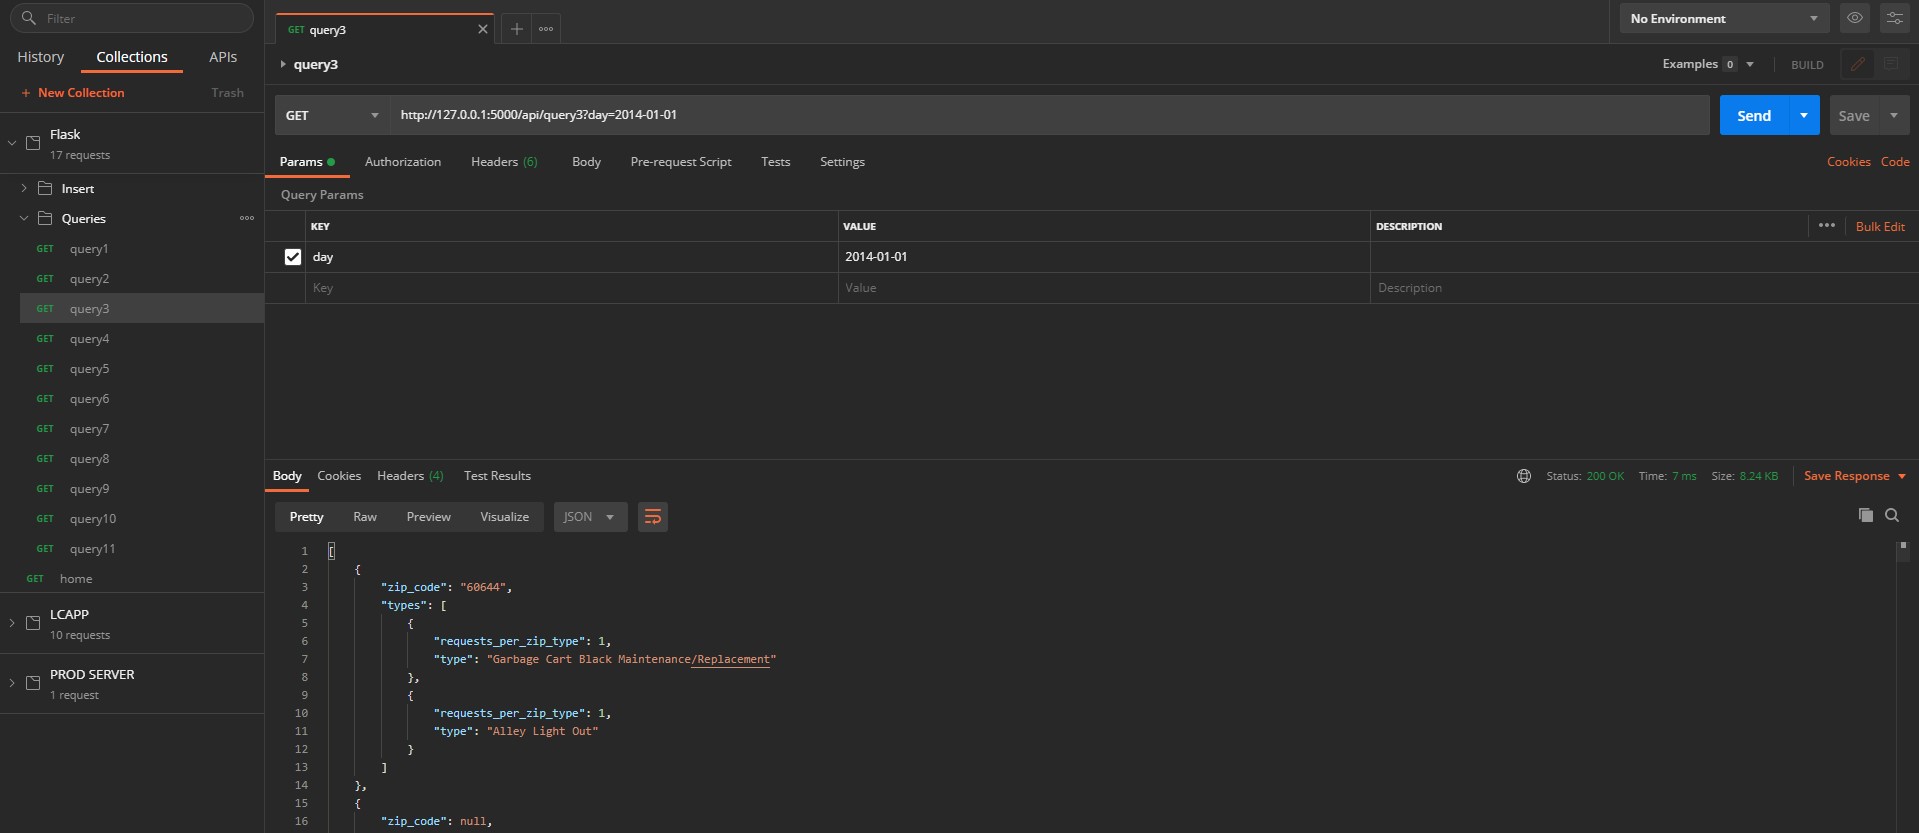 Filter
History Collections APIs
+ New Collection Trash
Flask
17 requests
Insert
Queries
GET query1
GET query2
GET query3
GET query4
GET query5
GET query6
GET query7
GET query8
GET query9
GET query10
GET query11
GET home
LCAPP
10 requests
PROD SERVER
1 request
GET query3
No Environment
query3
Examples 0
BUILD
GET http://127.0.0.1:5000/api/query3?day=2014-01-01
Send Save
Params Authorization Headers (6) Body Pre-request Script Tests Settings Cookies Code
Query Params
KEY VALUE DESCRIPTION Bulk Edit
day 2014-01-01
Key Value Description
Body Cookies Headers (4) Test Results Status: 200 OK Time: 7 ms Size: 8.24 KB Save Response
Pretty Raw Preview Visualize JSON
1 [
2 {
3 "zip_code": "60644",
4 "types": [
5 {
6 "requests_per_zip_type": 1,
7 "type": "Garbage Cart Black Maintenance/Replacement"
8 },
9 {
10 "requests_per_zip_type": 1,
11 "type": "Alley Light Out"
12 }
13 ]
14 },
15 {
16 "zip_code": null,